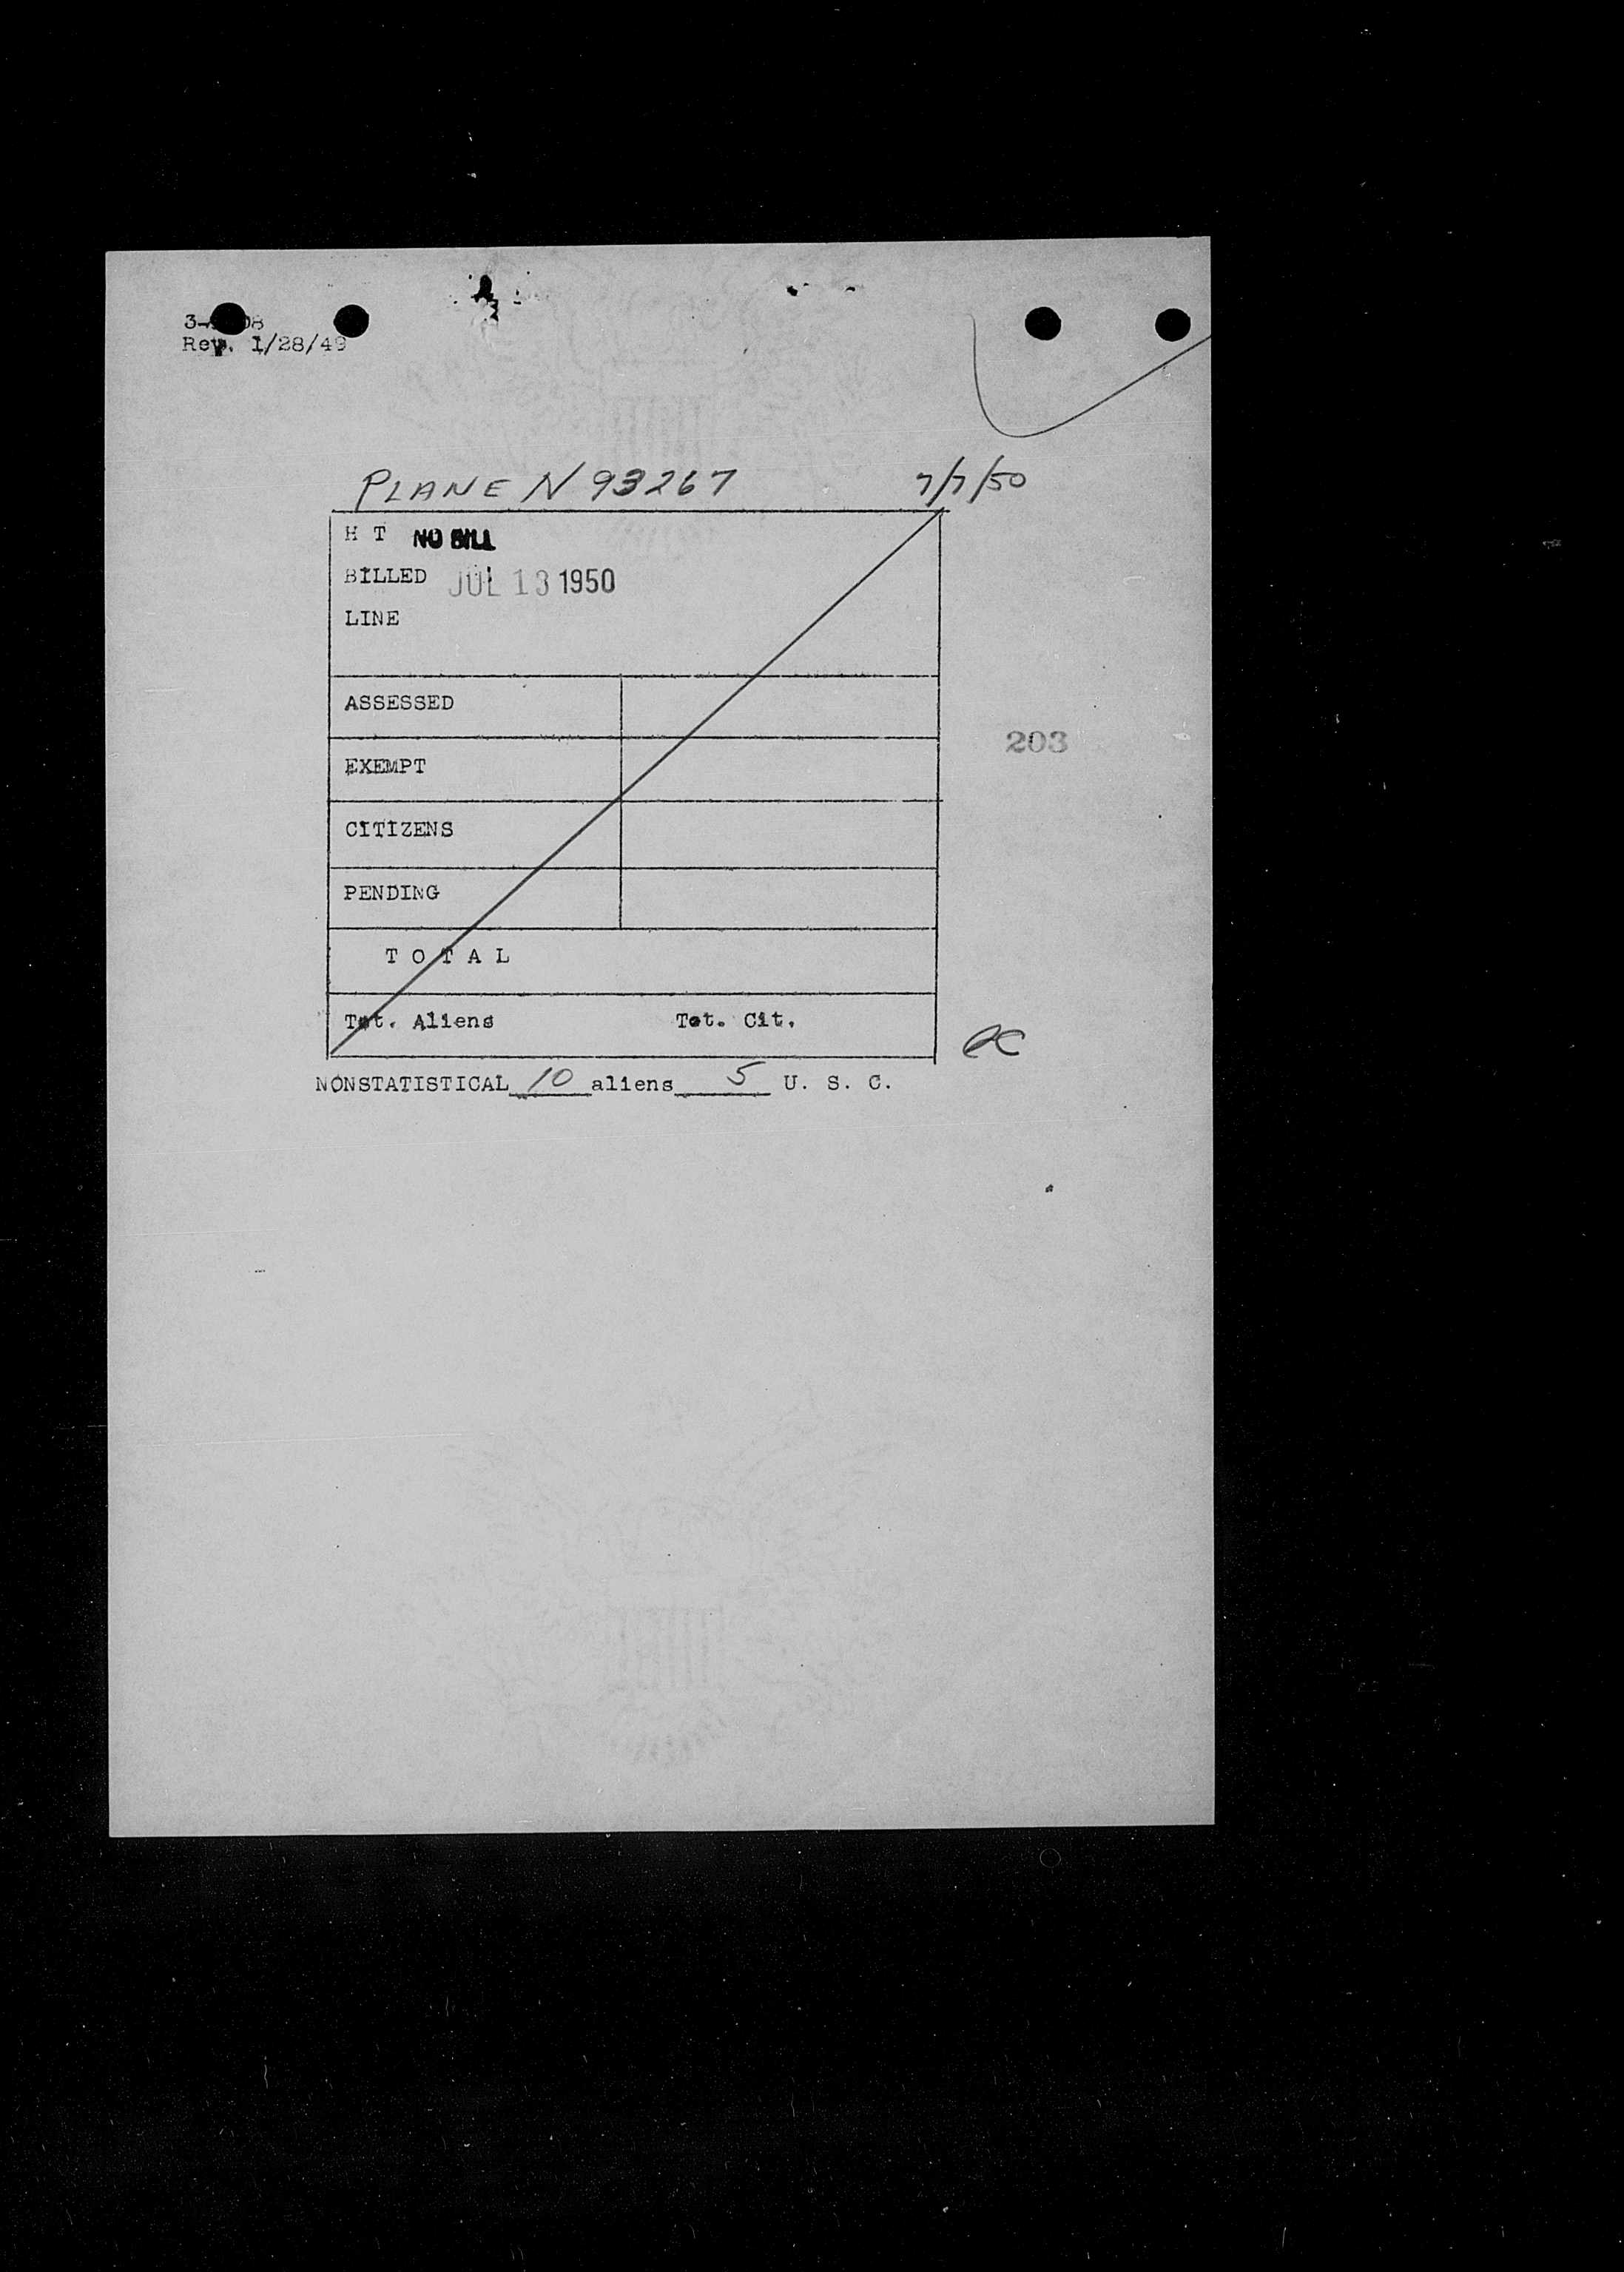 Rev. 1/28/49
PLANE N 93267 7/7/50
H T NO BILL
BILLED JUL 13 1950
LINE
ASSESSED
203
EXEMPT
CITIZENS
PENDING
T O T A L
Tot. Aliens Tot. Cit.
NONSTATISTICAL 10 aliens 5 U. S. C.